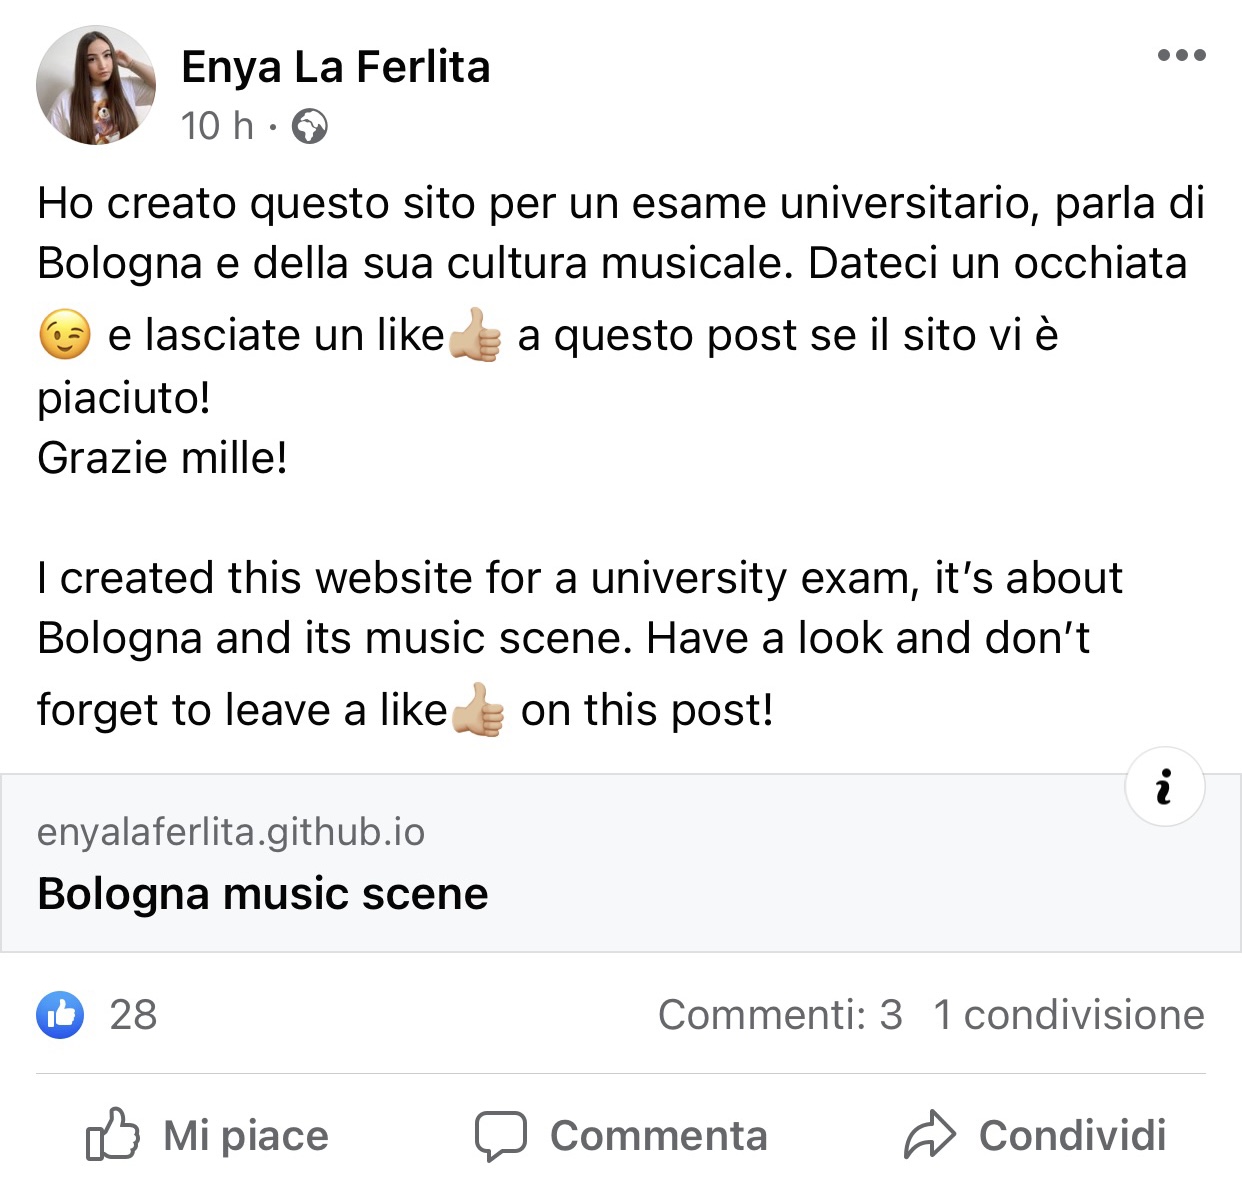 Enya La Ferlita
10 h ·
Ho creato questo sito per un esame universitario, parla di
Bologna e della sua cultura musicale. Dateci un occhiata
😉 e lasciate un like👍🏼 a questo post se il sito vi è
piaciuto!
Grazie mille!
I created this website for a university exam, it’s about
Bologna and its music scene. Have a look and don’t
forget to leave a like👍🏼 on this post!
i
enyalaferlita.github.io
Bologna music scene
28 Commenti: 3 1 condivisione
Mi piace Commenta Condividi